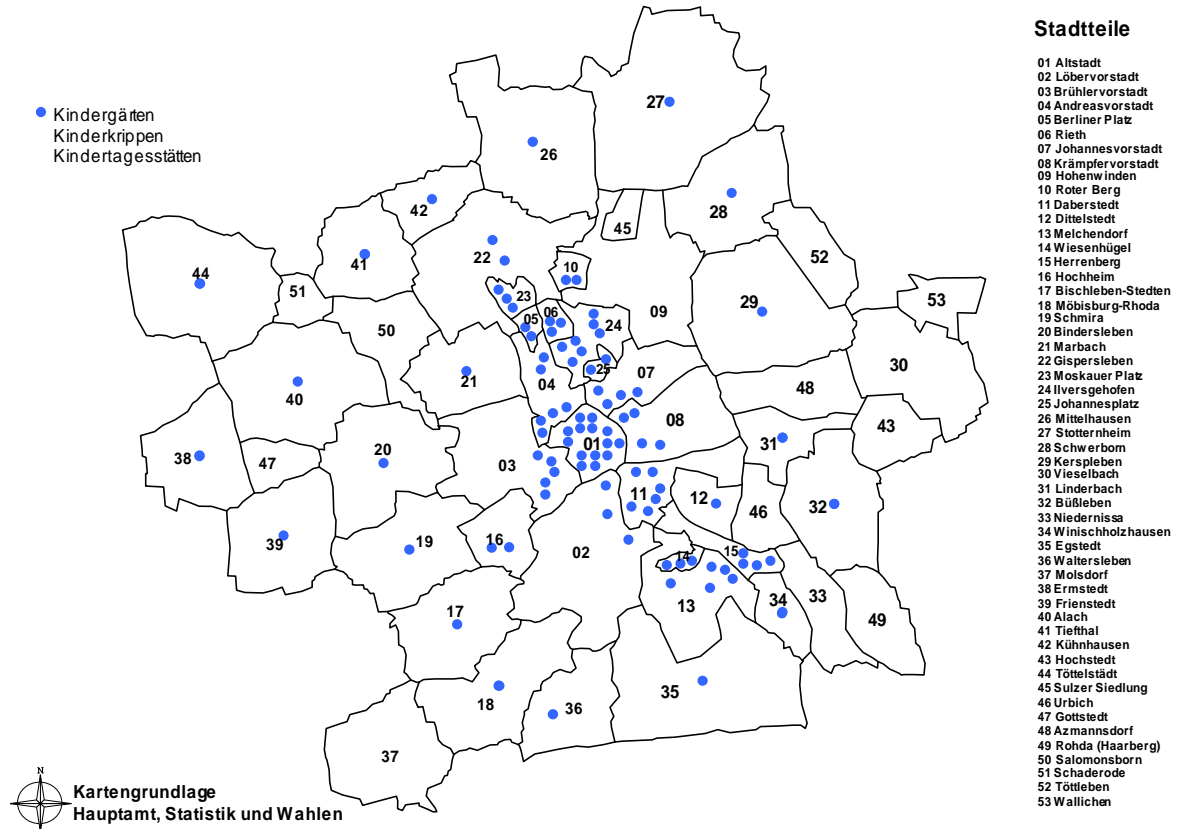 Stadtteile
01 Altstadt
02 Löbervorstadt
03 Brühlervorstadt
04 Andreasvorstadt
05 Berliner Platz
06 Rieth
07 Johannesvorstadt
08 Krämpfervorstadt
09 Hohenwinden
10 Roter Berg
11 Daberstedt
12 Dittelstedt
13 Melchendorf
14 Wiesenhügel
15 Herrenberg
16 Hochheim
17 Bischleben-Stedten
18 Möbisburg-Rhoda
19 Schmira
20 Bindersleben
21 Marbach
22 Gispersleben
23 Moskauer Platz
24 Ilversgehofen
25 Johannesplatz
26 Mittelhausen
27 Stotternheim
28 Schwerborn
29 Kerspleben
30 Vieselbach
31 Linderbach
32 Büßleben
33 Niedernissa
34 Winischholzhausen
35 Egstedt
36 Waltersleben
37 Molsdorf
38 Ermstedt
39 Frienstedt
40 Alach
41 Tiefthal
42 Kühnhausen
43 Hochstedt
44 Töttelstädt
45 Sulzer Siedlung
46 Urbich
47 Gottstedt
48 Azmannsdorf
49 Rohda (Haarberg)
50 Salomonsborn
51 Schaderode
52 Töttleben
53 Wallichen
Kindergärten
Kinderkrippen
Kindertagesstätten
27
26
42
28
45
22
41
44
10
52
51
23
29
53
05
06
24
50
09
30
25
07
21
04
48
40
08
43
01
31
20
38
47
03
11
12
32
46
19
16
39
02
14
15
34
33
13
17
49
35
18
36
37
N
Kartengrundlage
Hauptamt, Statistik und Wahlen